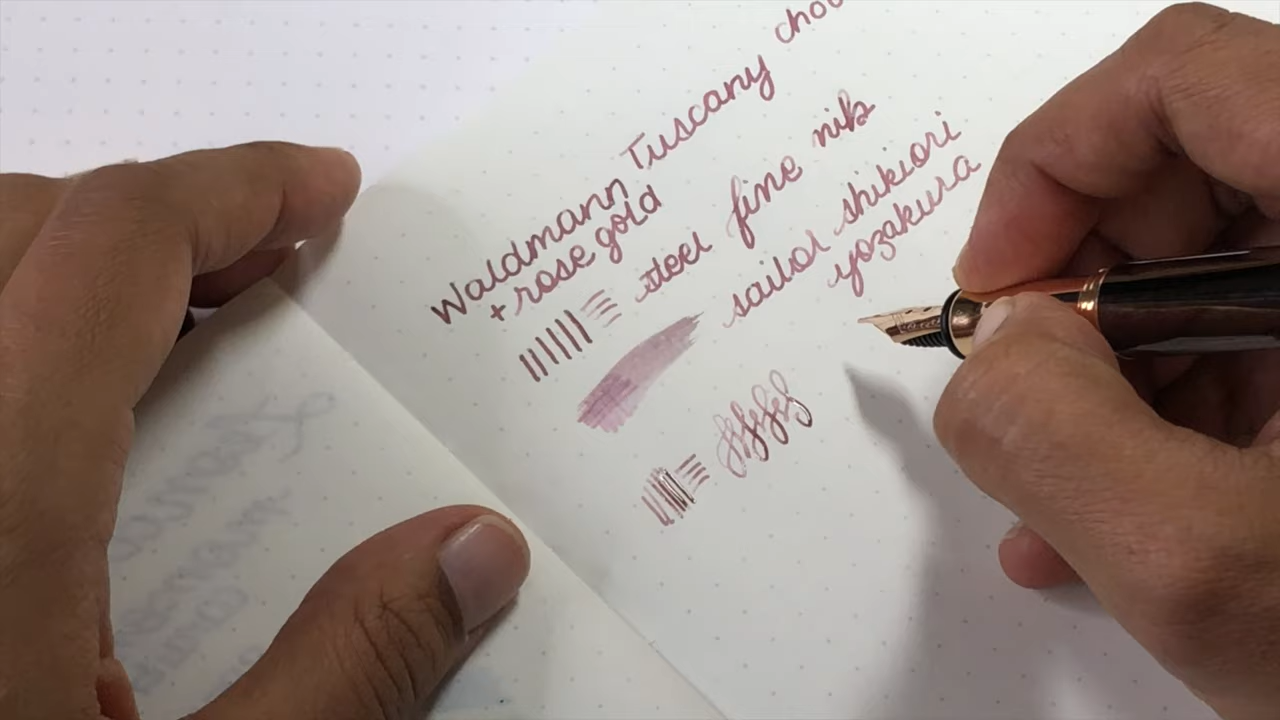 Waldmann Tuscany
+ rose gold
steel fine nib
sailor shikiori
yozakura